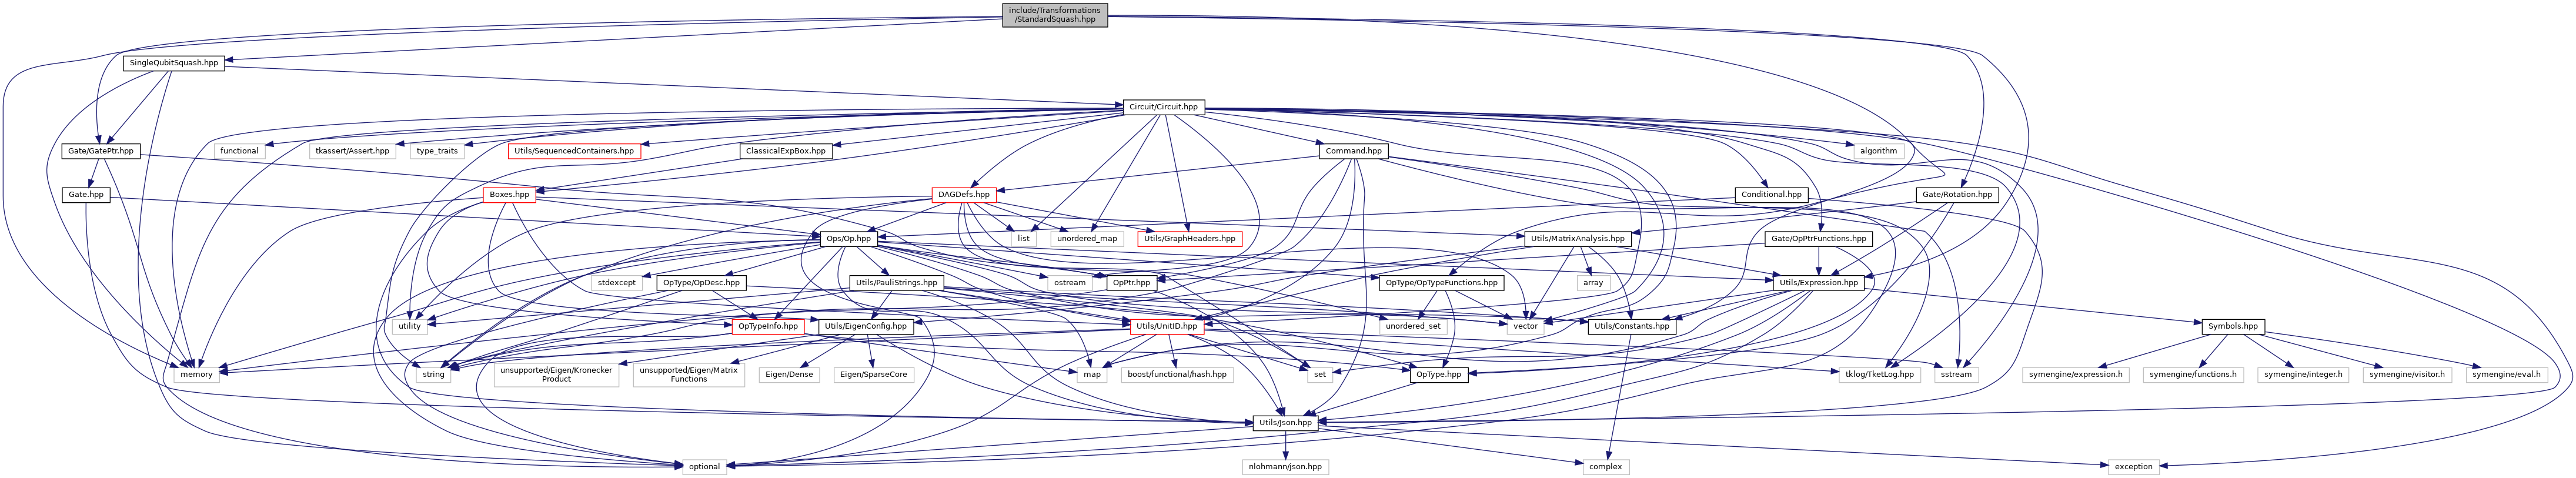 include/Transformations
/StandardSquash.hpp
SingleQubitSquash.hpp
Circuit/Circuit.hpp
Gate/GatePtr.hpp
functional
tkassert/Assert.hpp
type_traits
Utils/SequencedContainers.hpp
ClassicalExpBox.hpp
Command.hpp
algorithm
Gate.hpp
Boxes.hpp
DAGDefs.hpp
Conditional.hpp
Gate/Rotation.hpp
Ops/Op.hpp
list
unordered_map
Utils/GraphHeaders.hpp
Utils/MatrixAnalysis.hpp
Gate/OpPtrFunctions.hpp
stdexcept
OpType/OpDesc.hpp
Utils/PauliStrings.hpp
ostream
OpPtr.hpp
OpType/OpTypeFunctions.hpp
array
Utils/Expression.hpp
utility
OpTypeInfo.hpp
Utils/EigenConfig.hpp
Utils/UnitID.hpp
unordered_set
vector
Utils/Constants.hpp
Symbols.hpp
memory
string
unsupported/Eigen/Kronecker
Product
unsupported/Eigen/Matrix
Functions
Eigen/Dense
Eigen/SparseCore
map
boost/functional/hash.hpp
set
OpType.hpp
tklog/TketLog.hpp
sstream
symengine/expression.h
symengine/functions.h
symengine/integer.h
symengine/visitor.h
symengine/eval.h
Utils/Json.hpp
optional
nlohmann/json.hpp
complex
exception